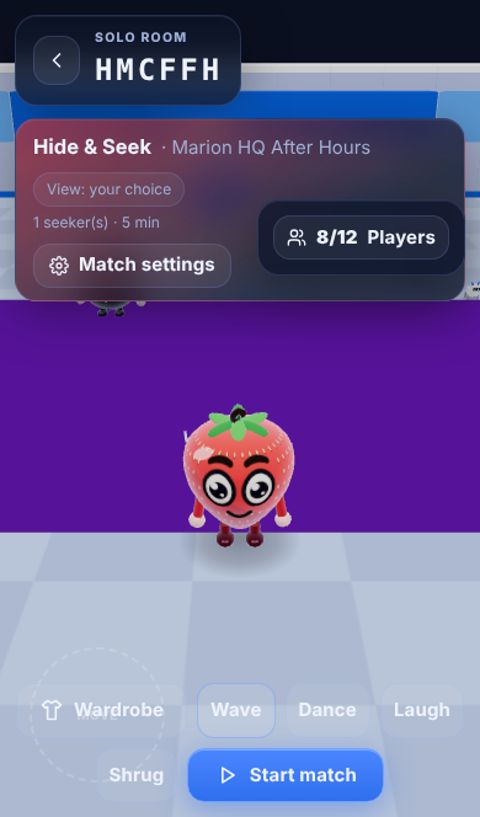 SOLO ROOM
HMCFFH
Hide & Seek · Marion HQ After Hours
View: your choice
1 seeker(s) · 5 min
8/12 Players
Match settings
MOVE
Wardrobe
Wave
Dance
Laugh
Shrug
Start match